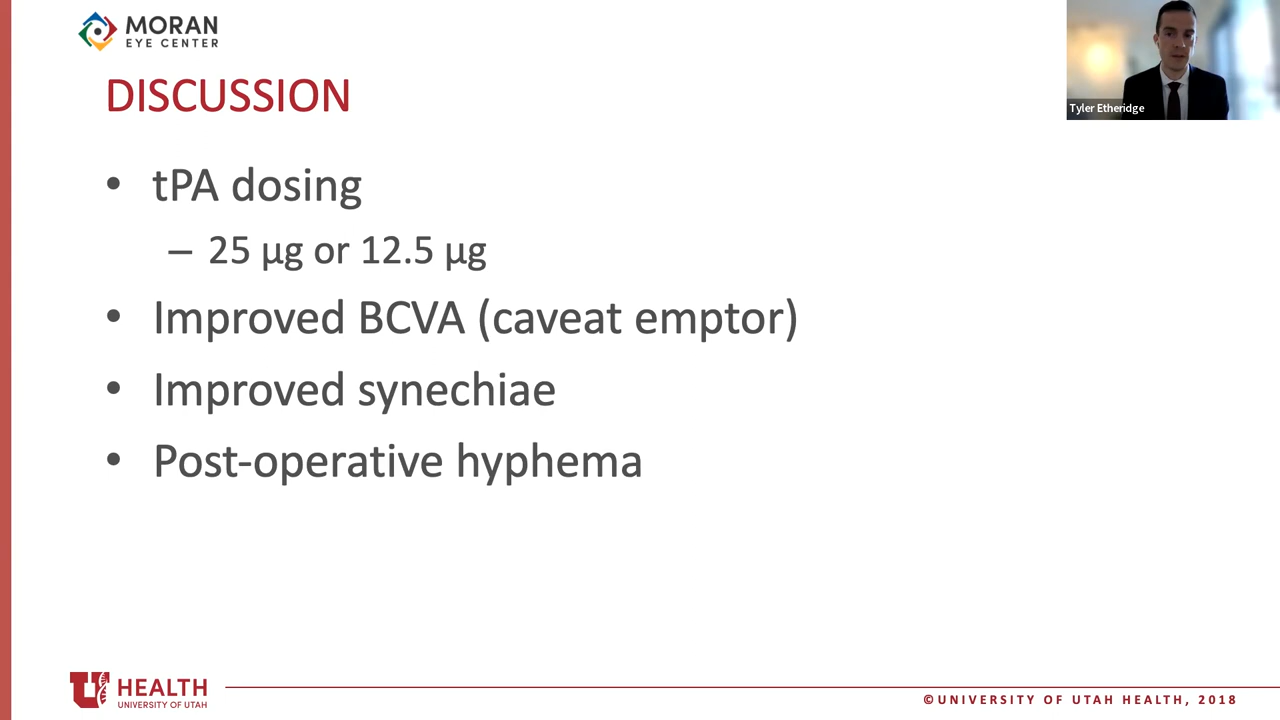 MORAN
EYE CENTER
Tyler Etheridge
DISCUSSION
• tPA dosing
– 25 µg or 12.5 µg
• Improved BCVA (caveat emptor)
• Improved synechiae
• Post-operative hyphema
U HEALTH
UNIVERSITY OF UTAH
©UNIVERSITY OF UTAH HEALTH, 2018